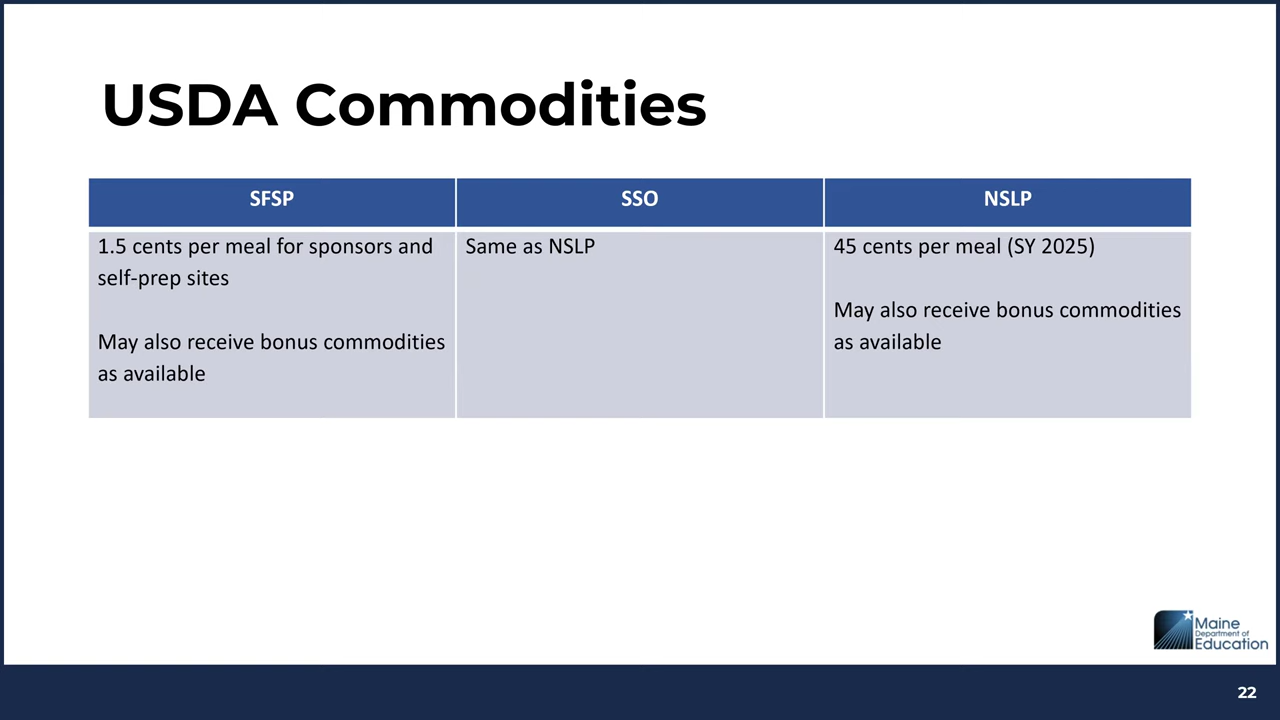 USDA Commodities
SFSP
SSO
NSLP
1.5 cents per meal for sponsors and
self-prep sites
May also receive bonus commodities
as available
Same as NSLP
45 cents per meal (SY 2025)
May also receive bonus commodities
as available
Maine
Department of
Education
22